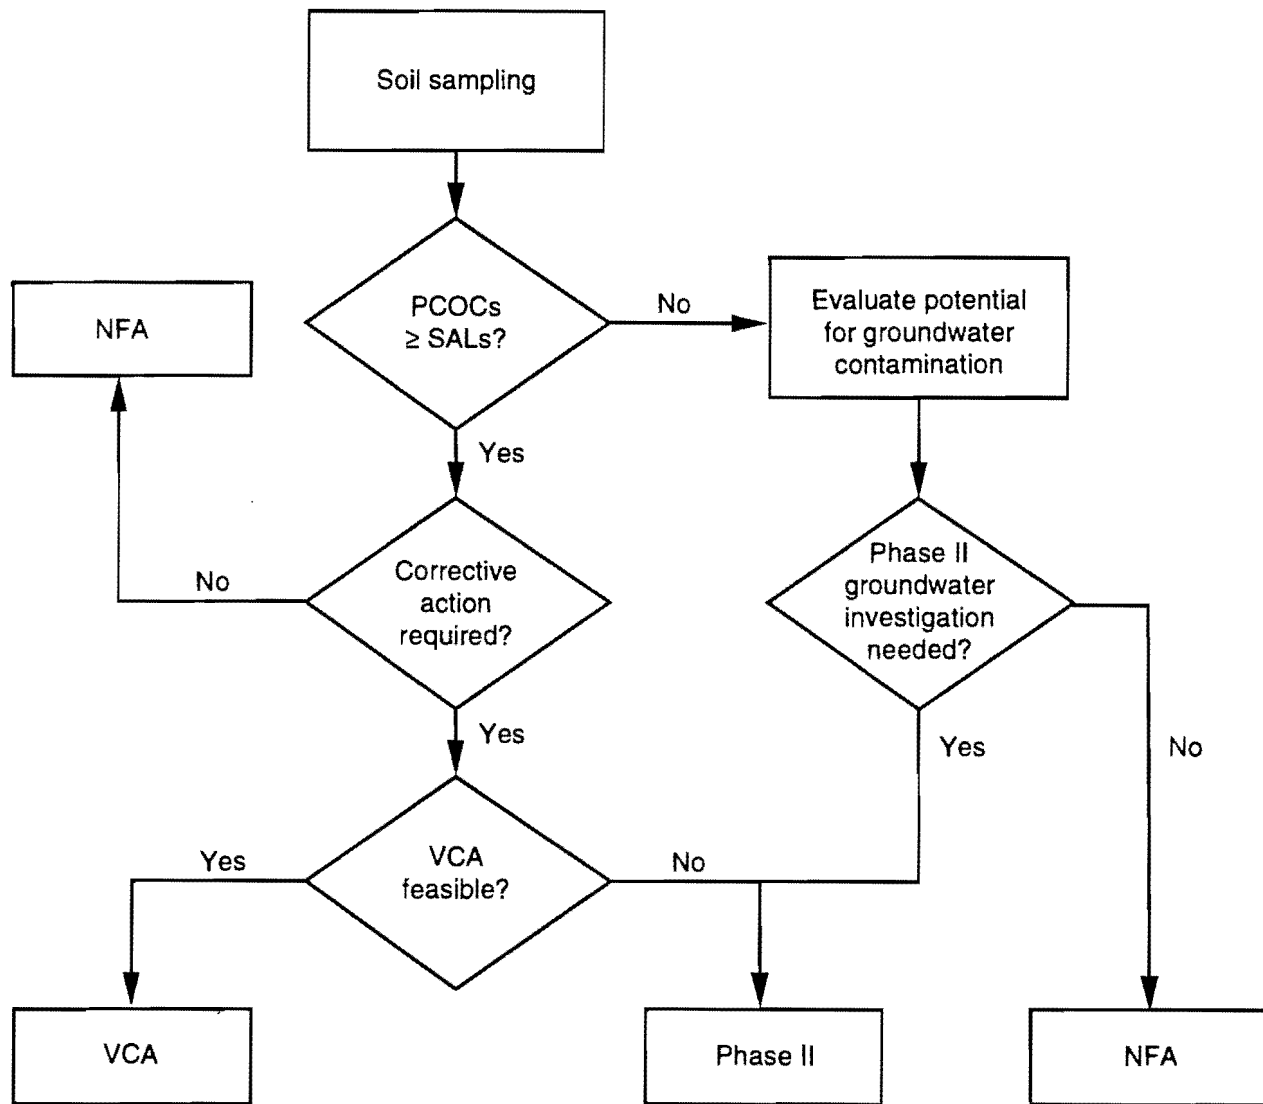 Soil sampling
PCOCs
≥ SALs?
No
Evaluate potential
for groundwater
contamination
NFA
Yes
Corrective
action
required?
No
Phase II
groundwater
investigation
needed?
Yes
Yes
No
VCA
feasible?
Yes
No
VCA
Phase II
NFA